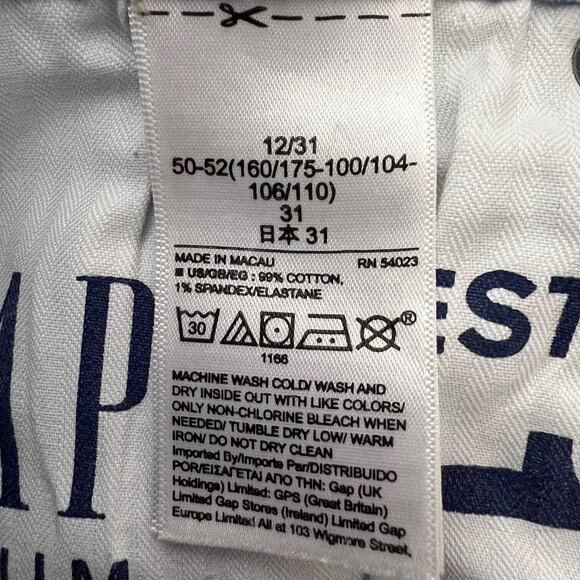 12/31
50-52(160/175-100/104-
106/110)
31
日本 31
MADE IN MACAU RN 54023
US/GB/EG : 99% COTTON,
1% SPANDEX/ELASTANE
30
®
1166
MACHINE WASH COLD/ WASH AND
DRY INSIDE OUT WITH LIKE COLORS/
ONLY NON-CHLORINE BLEACH WHEN
NEEDED/ TUMBLE DRY LOW/ WARM
IRON/ DO NOT DRY CLEAN
Imported By/Importe Par/DISTRIBUIDO
POR/ΕΙΣΑΓΕΤΑΙ ΑΠΟ ΤΗΝ: Gap (UK
Holdings) Limited: GPS (Great Britain)
Limited Gap Stores (Ireland) Limited Gap
Europe Limited All at 103 Wigmore Street,
AP
EST
UM